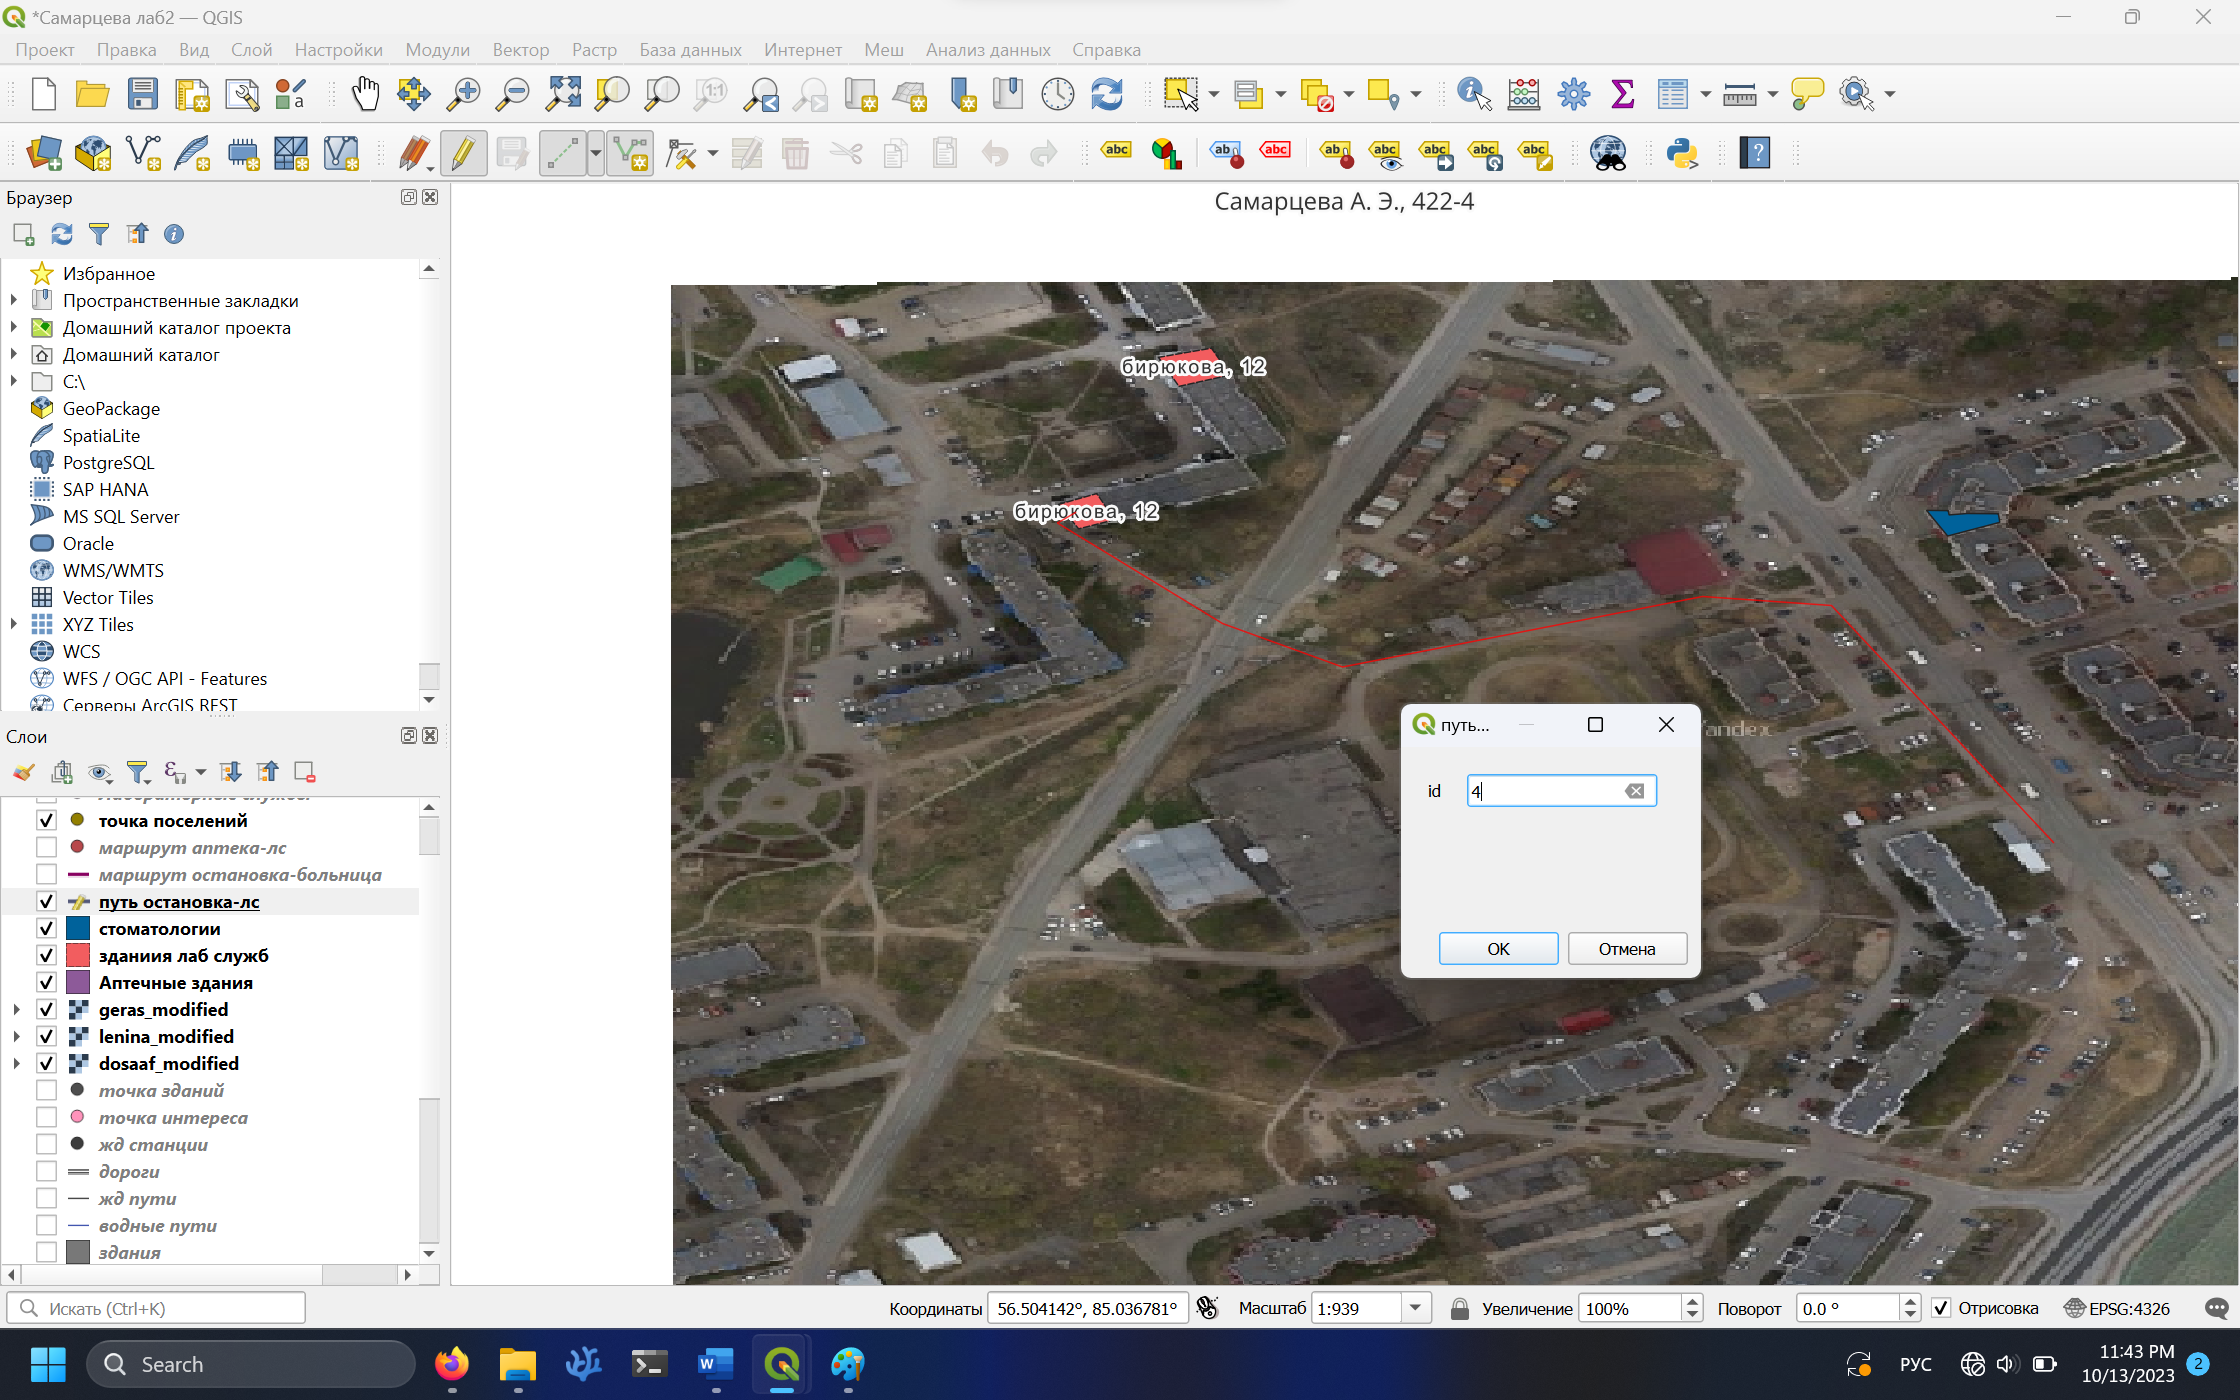 *Самарцева лаб2 — QGIS
Проект Правка Вид Слой Настройки Модули Вектор Растр База данных Интернет Меш Анализ данных Справка
Браузер
Избранное
Пространственные закладки
Домашний каталог проекта
Домашний каталог
C:\
GeoPackage
SpatiaLite
PostgreSQL
SAP HANA
MS SQL Server
Oracle
WMS/WMTS
Vector Tiles
XYZ Tiles
WCS
WFS / OGC API - Features
Серверы ArcGIS REST
Слои
точка поселений
маршрут аптека-лс
маршрут остановка-больница
путь остановка-лс
стоматологии
зданиия лаб служб
Аптечные здания
geras_modified
lenina_modified
dosaaf_modified
точка зданий
точка интереса
жд станции
дороги
жд пути
водные пути
здания
Самарцева А. Э., 422-4
бирюкова, 12
бирюкова, 12
andex
путь...
id 4
OK Отмена
Искать (Ctrl+K)
Координаты 56.504142°, 85.036781° Масштаб 1:939 Увеличение 100% Поворот 0.0 ° Отрисовка EPSG:4326
Search
РУС
11:43 PM
10/13/2023
2